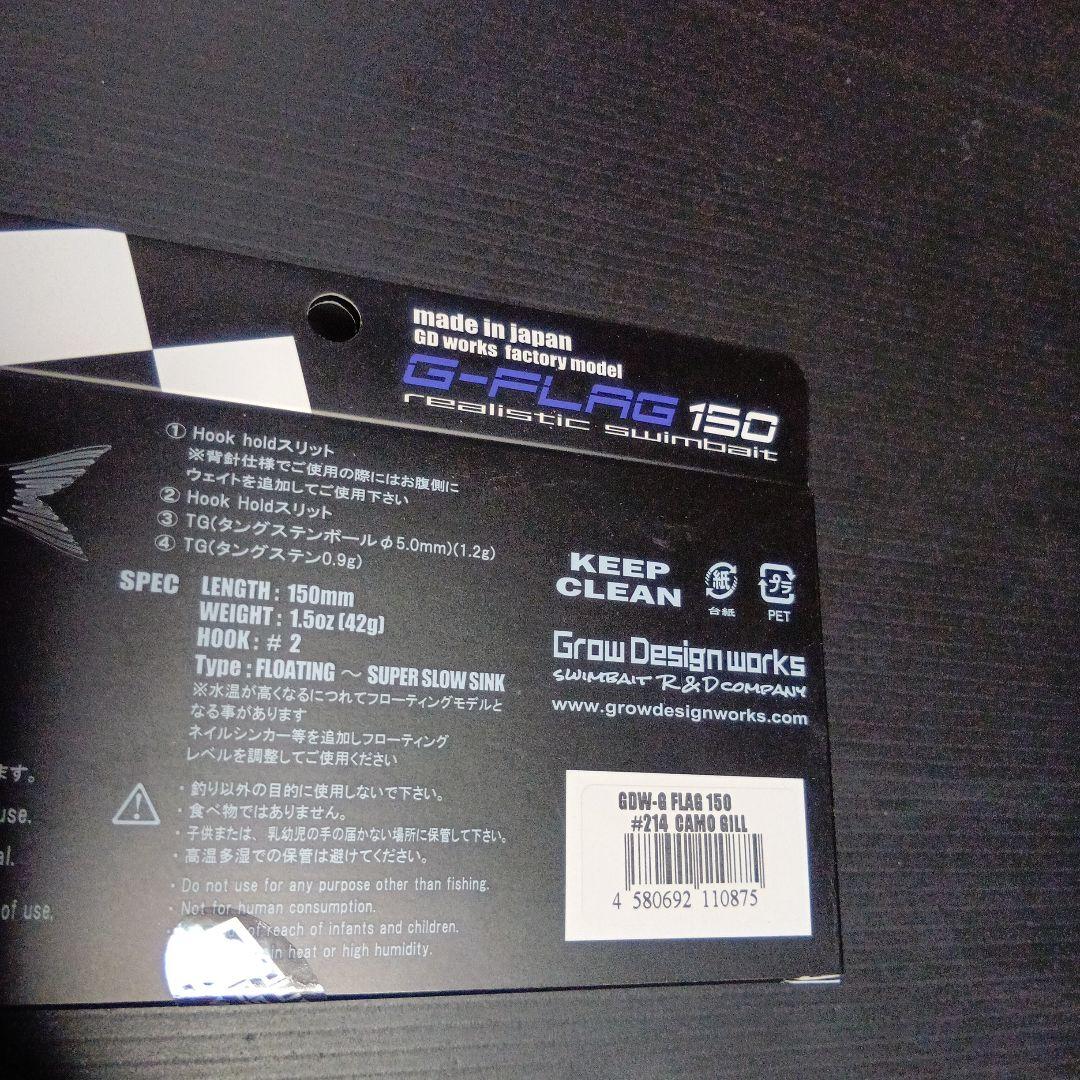 made in japan
GD works factory model
G-FLAG 150
realistic swimbait
① Hook holdスリット
※背針仕様でご使用の際にはお腹側に
ウェイトを追加してご使用下さい
② Hook Holdスリット
③ TG(タングステンボールφ5.0mm)(1.2g)
④ TG(タングステン0.9g)
SPEC LENGTH : 150mm
WEIGHT : 1.5oz (42g)
HOOK : # 2
Type : FLOATING ～ SUPER SLOW SINK
※水温が高くなるにつれてフローティングモデルと
なる事があります
ネイルシンカー等を追加しフローティング
レベルを調整してご使用ください
・釣り以外の目的に使用しないで下さい。
・食べ物ではありません。
・子供または、乳幼児の手の届かない場所に保管して下さい。
・高温多湿での保管は避けてください。
・Do not use for any purpose other than fishing.
・Not for human consumption.
of reach of infants and children.
in heat or high humidity.
ます。
use.
al.
of use.
KEEP
CLEAN
紙
台紙
プラ
PET
Grow Design works
SWIMBAIT R&D COMPANY
www.growdesignworks.com
GDW-G FLAG 150
#214 CAMO GILL
4 580692 110875